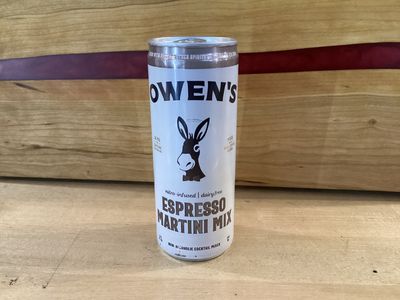 OWEN'S
nitro-infused | dairy free
ESPRESSO
MARTINI MIX
NON-ALCOHOLIC COCKTAIL MIXER